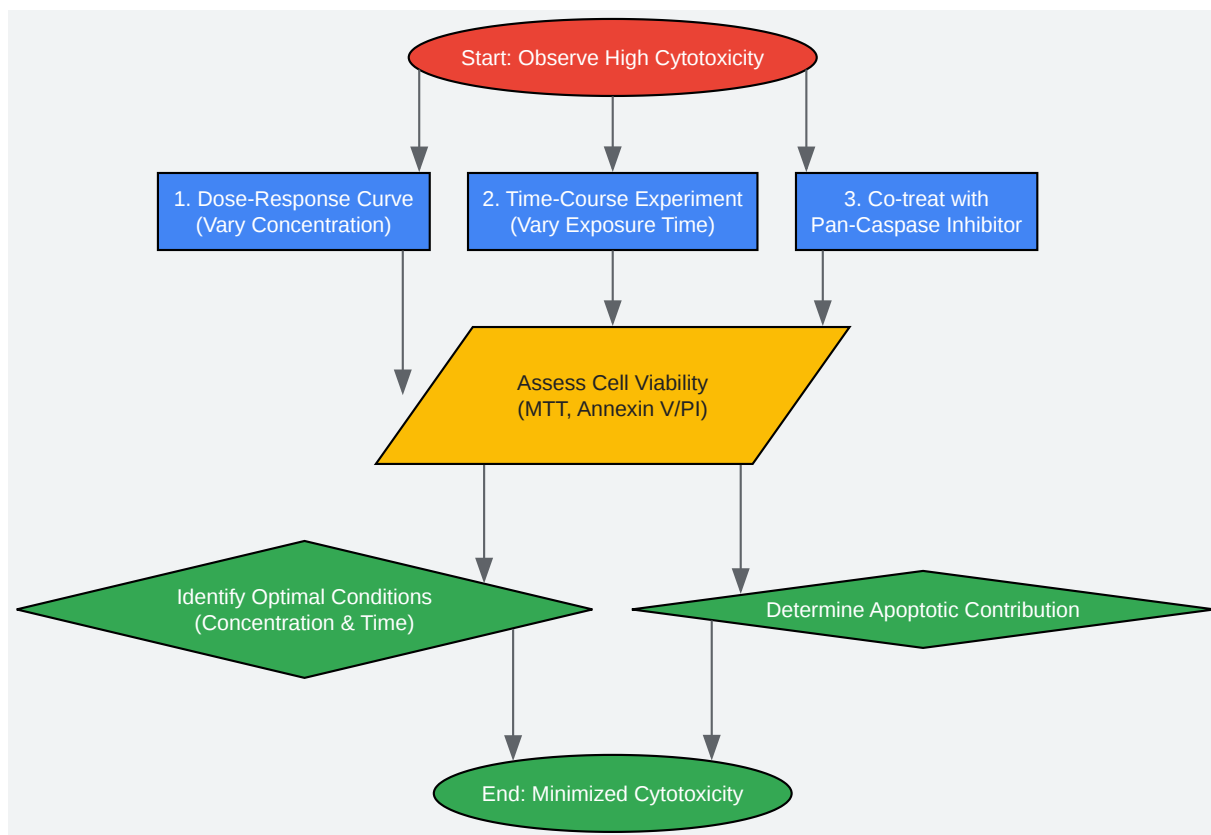 Start: Observe High Cytotoxicity
1. Dose-Response Curve
(Vary Concentration)
2. Time-Course Experiment
(Vary Exposure Time)
3. Co-treat with
Pan-Caspase Inhibitor
Assess Cell Viability
(MTT, Annexin V/PI)
Identify Optimal Conditions
(Concentration & Time)
Determine Apoptotic Contribution
End: Minimized Cytotoxicity